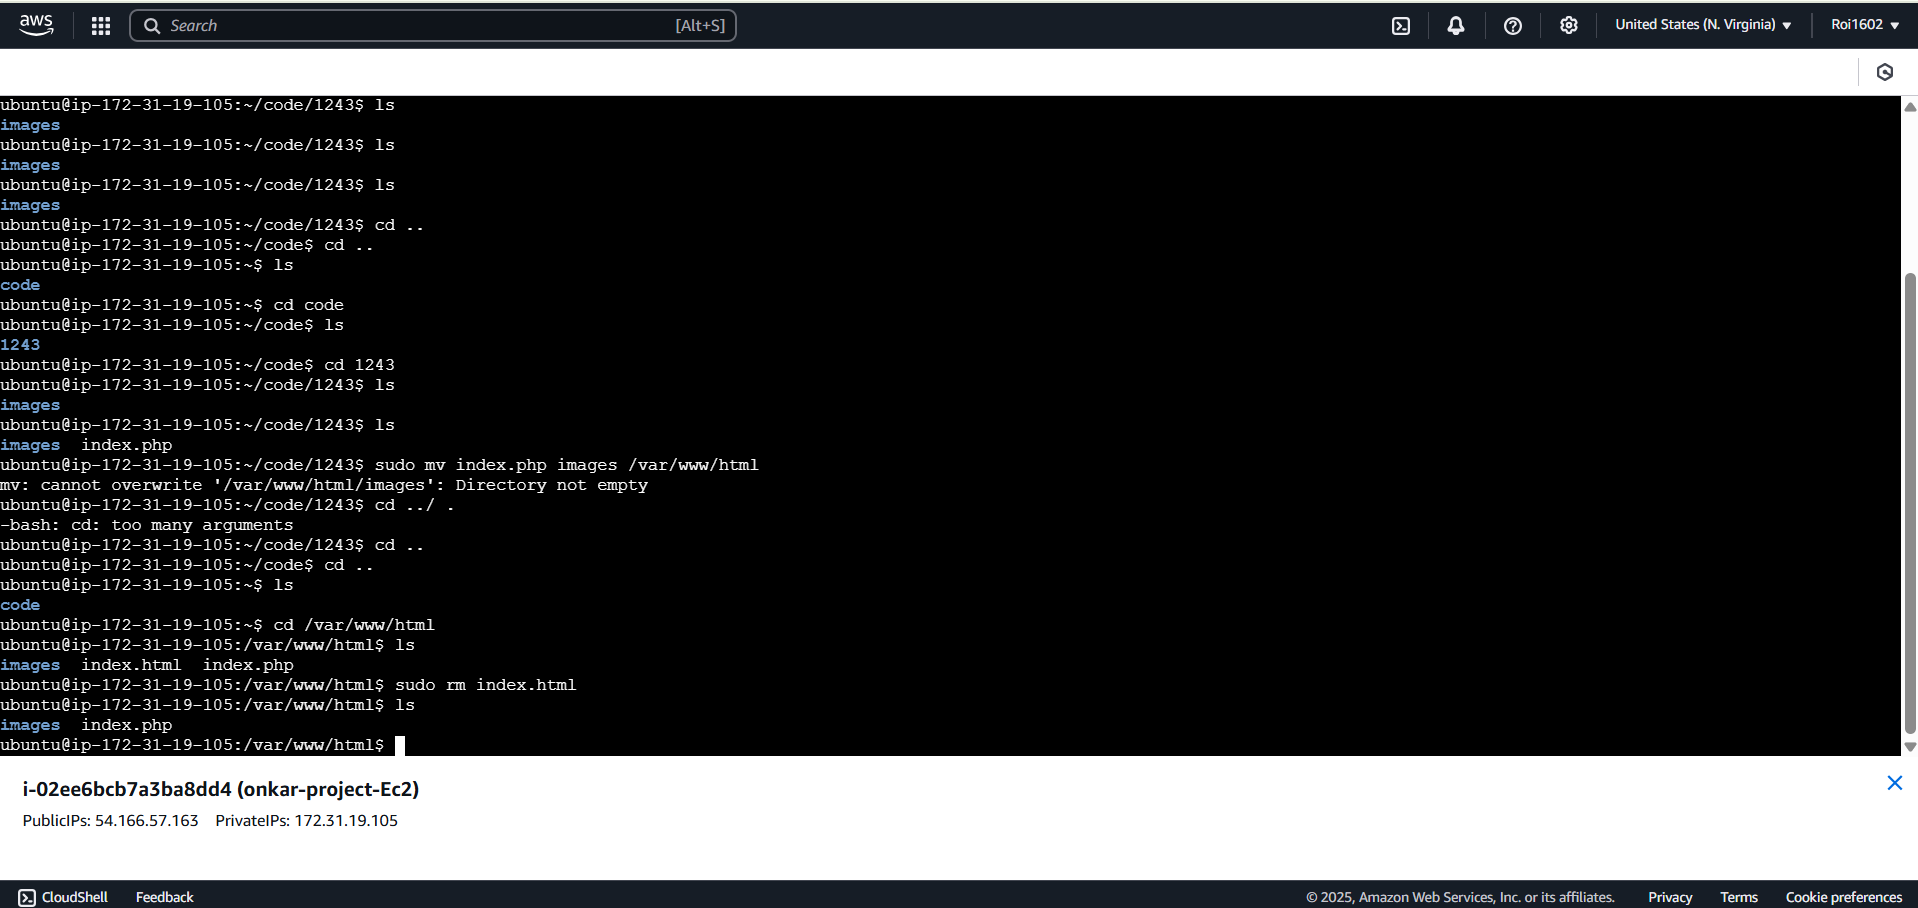 aws
Search [Alt+S]
United States (N. Virginia)
Roi1602
ubuntu@ip-172-31-19-105:~/code/1243$ ls
images
ubuntu@ip-172-31-19-105:~/code/1243$ ls
images
ubuntu@ip-172-31-19-105:~/code/1243$ ls
images
ubuntu@ip-172-31-19-105:~/code/1243$ cd ..
ubuntu@ip-172-31-19-105:~/code$ cd ..
ubuntu@ip-172-31-19-105:~$ ls
code
ubuntu@ip-172-31-19-105:~$ cd code
ubuntu@ip-172-31-19-105:~/code$ ls
1243
ubuntu@ip-172-31-19-105:~/code$ cd 1243
ubuntu@ip-172-31-19-105:~/code/1243$ ls
images
ubuntu@ip-172-31-19-105:~/code/1243$ ls
images  index.php
ubuntu@ip-172-31-19-105:~/code/1243$ sudo mv index.php images /var/www/html
mv: cannot overwrite '/var/www/html/images': Directory not empty
ubuntu@ip-172-31-19-105:~/code/1243$ cd ../ .
-bash: cd: too many arguments
ubuntu@ip-172-31-19-105:~/code/1243$ cd ..
ubuntu@ip-172-31-19-105:~/code$ cd ..
ubuntu@ip-172-31-19-105:~$ ls
code
ubuntu@ip-172-31-19-105:~$ cd /var/www/html
ubuntu@ip-172-31-19-105:/var/www/html$ ls
images  index.html  index.php
ubuntu@ip-172-31-19-105:/var/www/html$ sudo rm index.html
ubuntu@ip-172-31-19-105:/var/www/html$ ls
images  index.php
ubuntu@ip-172-31-19-105:/var/www/html$
i-02ee6bcb7a3ba8dd4 (onkar-project-Ec2)
PublicIPs: 54.166.57.163 PrivateIPs: 172.31.19.105
CloudShell Feedback © 2025, Amazon Web Services, Inc. or its affiliates. Privacy Terms Cookie preferences